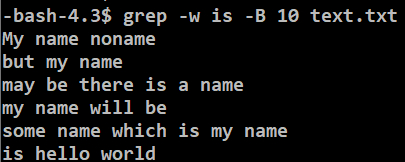 -bash-4.3$ grep -w is -B 10 text.txt
My name noname
but my name
may be there is a name
my name will be
some name which is my name
is hello world